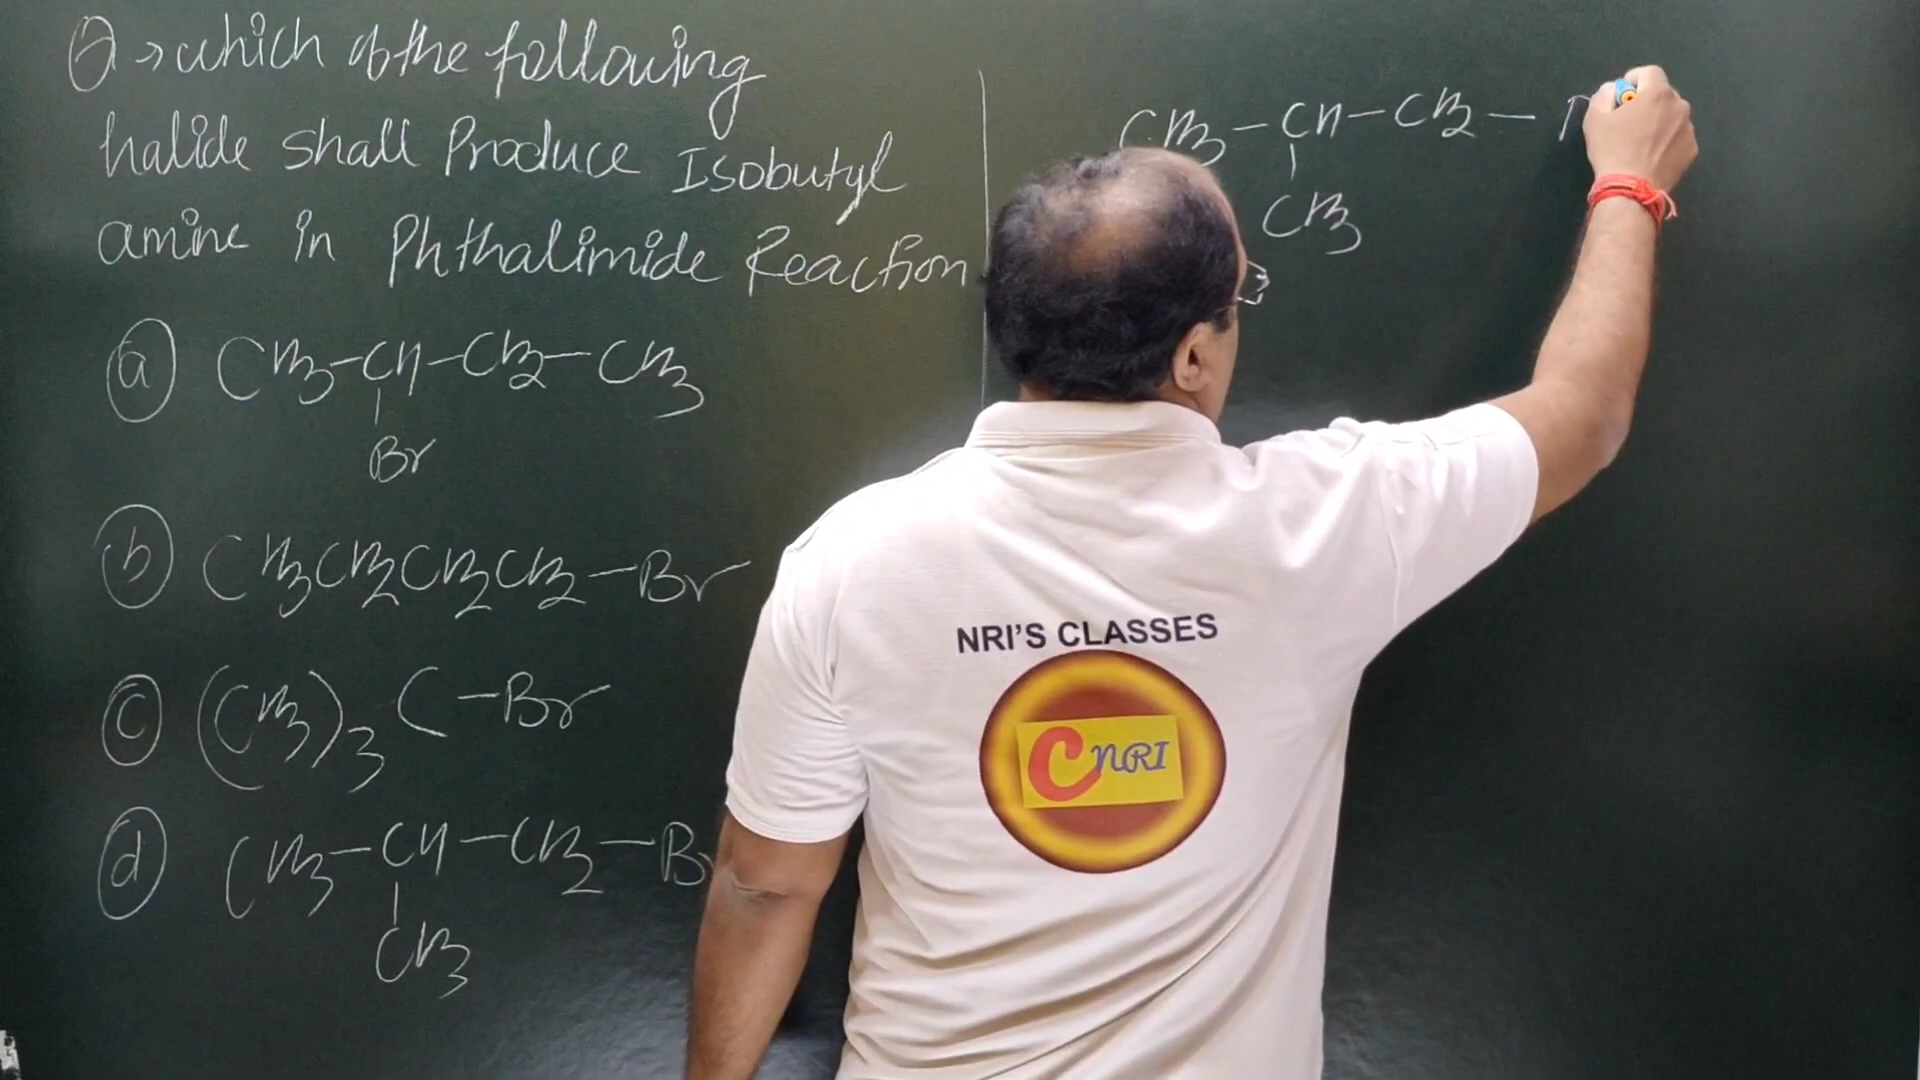 Q → which of the following
halide shall Produce Isobutyl
amine in Phthalimide Reaction
(a) CH3-CH-CH2-CH3
Br
(b) CH3CH2CH2CH2-Br
(c) (CH3)3 C-Br
(d) CH3-CH-CH2-Br
CH3
CH3-CH-CH2-
CH3
NRI'S CLASSES
CNRI